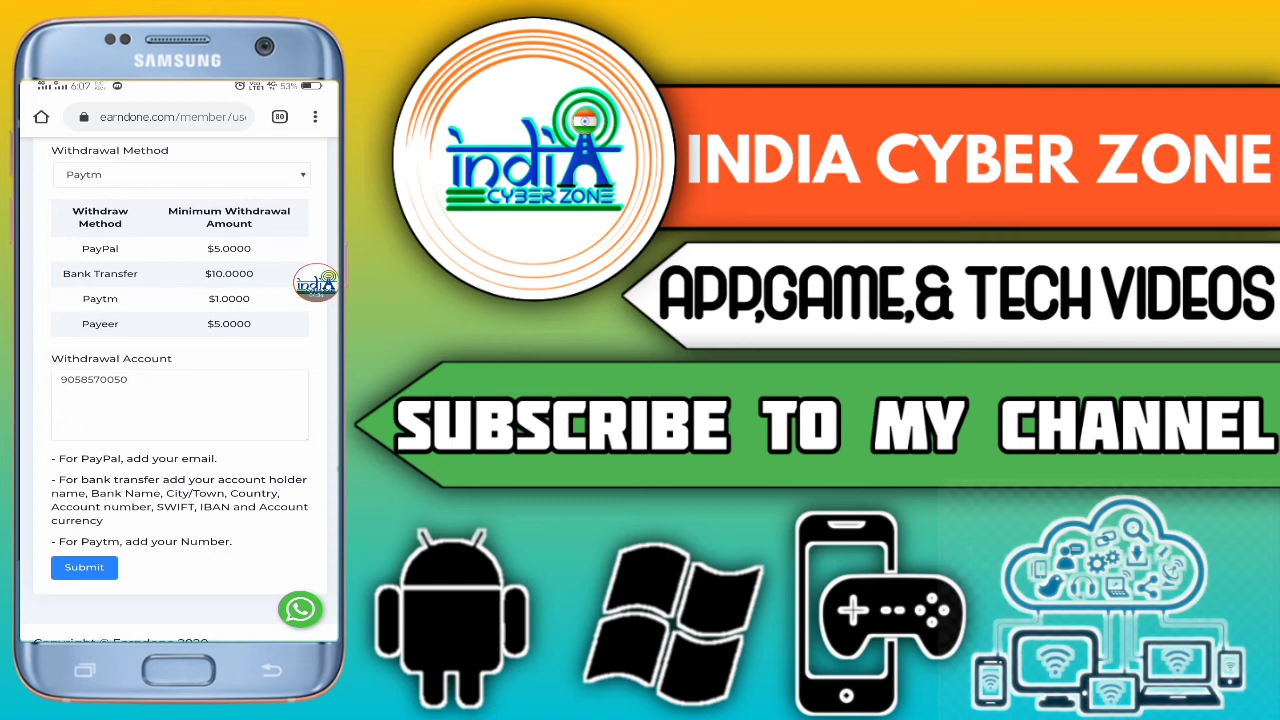 SAMSUNG
6:07
53%
earndone.com/member/use
80
Withdrawal Method
Paytm
Withdraw Method Minimum Withdrawal Amount
PayPal $5.0000
Bank Transfer $10.0000
Paytm $1.0000
Payeer $5.0000
Withdrawal Account
9058570050
- For PayPal, add your email.
- For bank transfer add your account holder
name, Bank Name, City/Town, Country,
Account number, SWIFT, IBAN and Account
currency
- For Paytm, add your Number.
Submit
Copyright © Earndone 2020
indiA
CYBER ZONE
INDIA CYBER ZONE
APP,GAME,& TECH VIDEOS
SUBSCRIBE TO MY CHANNEL